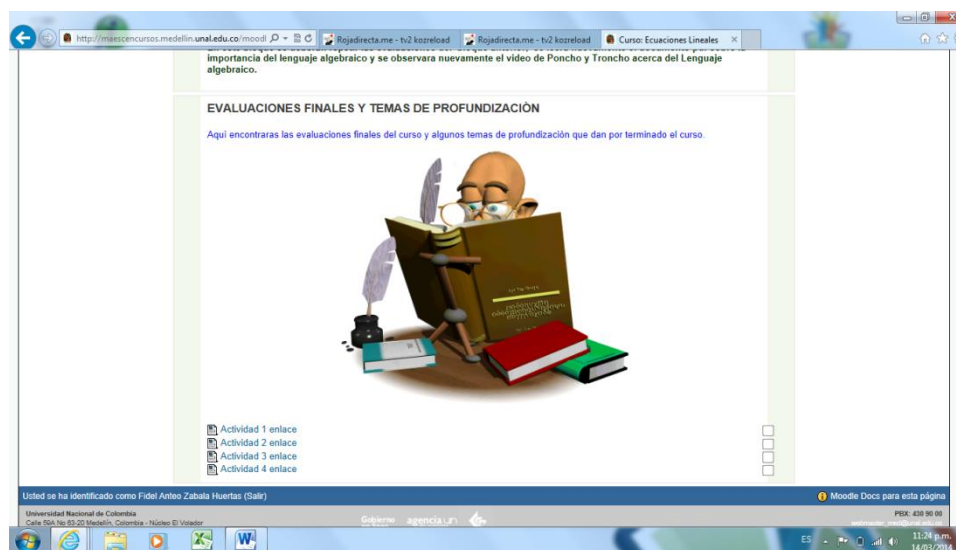 http://maescencursos.medellin.unal.edu.co/moodl
Rojadirecta.me - tv2 kozreload
Rojadirecta.me - tv2 kozreload
Curso: Ecuaciones Lineales
importancia del lenguaje algebraico y se observara nuevamente el video de Poncho y Troncho acerca del Lenguaje
algebraico.
EVALUACIONES FINALES Y TEMAS DE PROFUNDIZACIÓN
Aquí encontraras las evaluaciones finales del curso y algunos temas de profundización que dan por terminado el curso.
Actividad 1 enlace
Actividad 2 enlace
Actividad 3 enlace
Actividad 4 enlace
Usted se ha identificado como Fidel Anteo Zabala Huertas (Salir)
Moodle Docs para esta página
Universidad Nacional de Colombia
PBX: 430 90 00
Calle 59A No 63-20 Medellín, Colombia - Núcleo El Volador
Gobierno
agencia un
ES
11:24 p.m.
14/03/2014